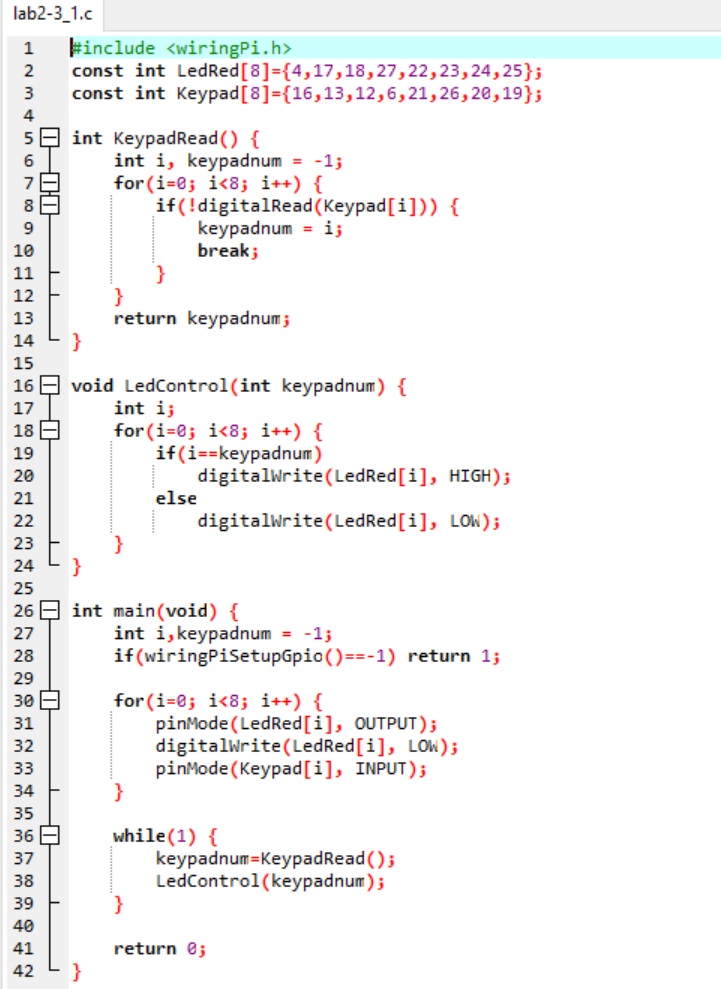 lab2-3_1.c
1 #include <wiringPi.h>
2 const int LedRed[8]={4,17,18,27,22,23,24,25};
3 const int Keypad[8]={16,13,12,6,21,26,20,19};
4
5 int KeypadRead() {
6     int i, keypadnum = -1;
7     for(i=0; i<8; i++) {
8         if(!digitalRead(Keypad[i])) {
9             keypadnum = i;
10             break;
11         }
12     }
13     return keypadnum;
14 }
15
16 void LedControl(int keypadnum) {
17     int i;
18     for(i=0; i<8; i++) {
19         if(i==keypadnum)
20             digitalWrite(LedRed[i], HIGH);
21         else
22             digitalWrite(LedRed[i], LOW);
23     }
24 }
25
26 int main(void) {
27     int i,keypadnum = -1;
28     if(wiringPiSetupGpio()==-1) return 1;
29
30     for(i=0; i<8; i++) {
31         pinMode(LedRed[i], OUTPUT);
32         digitalWrite(LedRed[i], LOW);
33         pinMode(Keypad[i], INPUT);
34     }
35
36     while(1) {
37         keypadnum=KeypadRead();
38         LedControl(keypadnum);
39     }
40
41     return 0;
42 }